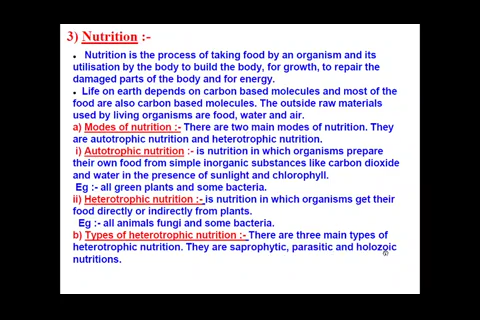 3) Nutrition :-
• Nutrition is the process of taking food by an organism and its
utilisation by the body to build the body, for growth, to repair the
damaged parts of the body and for energy.
• Life on earth depends on carbon based molecules and most of the
food are also carbon based molecules. The outside raw materials
used by living organisms are food, water and air.
a) Modes of nutrition :- There are two main modes of nutrition. They
are autotrophic nutrition and heterotrophic nutrition.
i) Autotrophic nutrition :- is nutrition in which organisms prepare
their own food from simple inorganic substances like carbon dioxide
and water in the presence of sunlight and chlorophyll.
Eg :- all green plants and some bacteria.
ii) Heterotrophic nutrition :- is nutrition in which organisms get their
food directly or indirectly from plants.
Eg :- all animals fungi and some bacteria.
b) Types of heterotrophic nutrition :- There are three main types of
heterotrophic nutrition. They are saprophytic, parasitic and holozoic
nutritions.